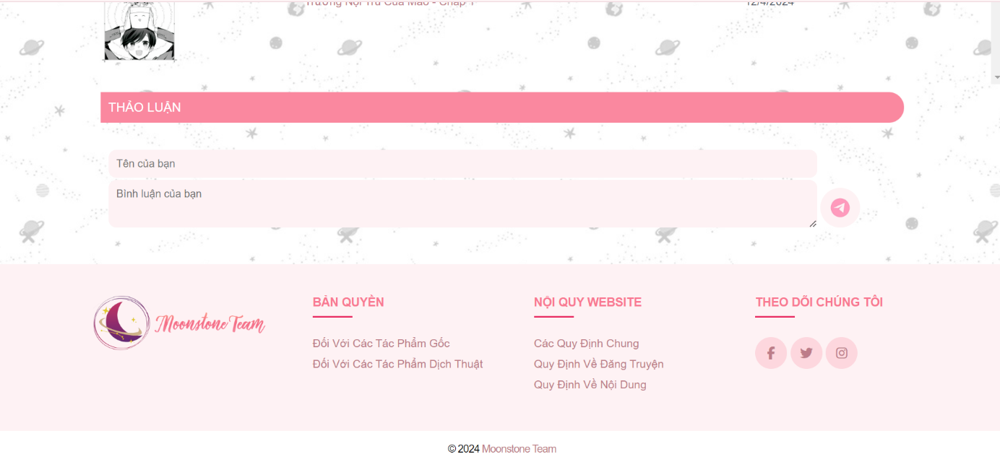 Trường Nội Trú Của Mao - Chap 1
12/4/2024
THẢO LUẬN
Tên của bạn
Bình luận của bạn
Moonstone Team
BẢN QUYỀN
Đối Với Các Tác Phẩm Gốc
Đối Với Các Tác Phẩm Dịch Thuật
NỘI QUY WEBSITE
Các Quy Định Chung
Quy Định Về Đăng Truyện
Quy Định Về Nội Dung
THEO DÕI CHÚNG TÔI
© 2024 Moonstone Team